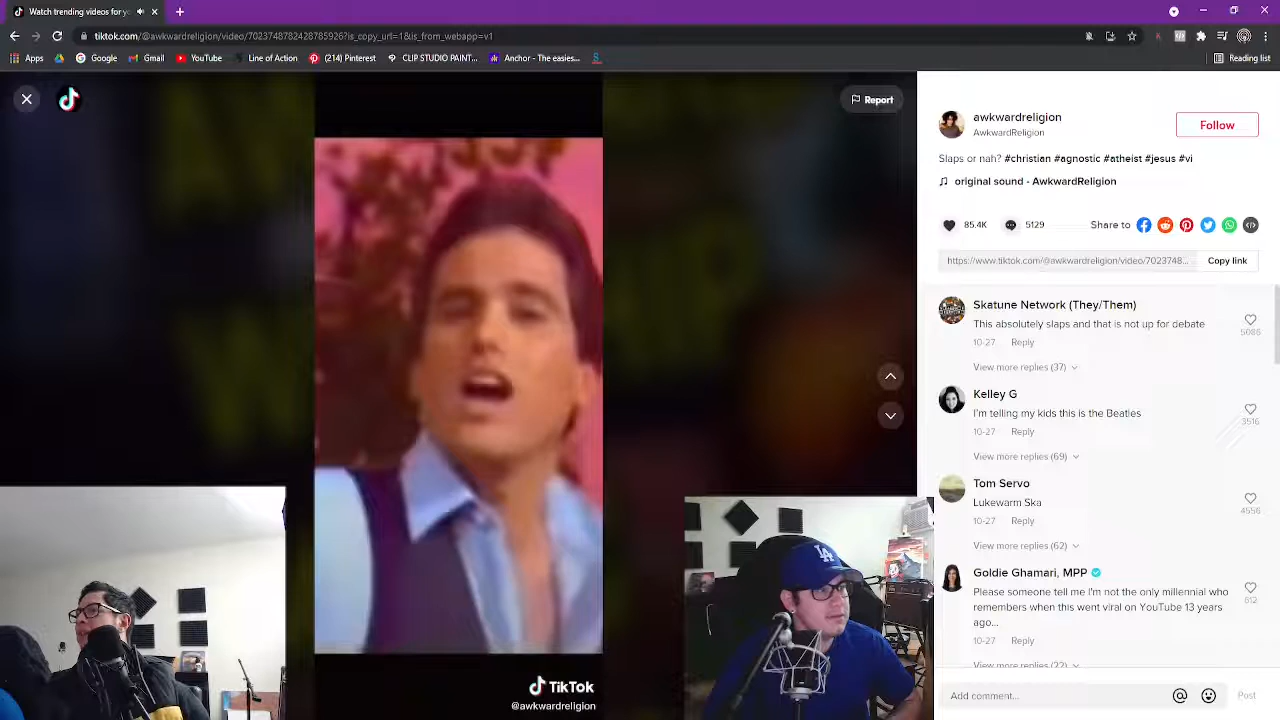 Watch trending videos for yc
tiktok.com/@awkwardreligion/video/7023748782428785926?is_copy_url=1&is_from_webapp=v1
Apps
Google
Gmail
YouTube
Line of Action
(214) Pinterest
CLIP STUDIO PAINT...
Anchor - The easies...
Reading list
Report
awkwardreligion
AwkwardReligion
Follow
Slaps or nah? #christian #agnostic #atheist #jesus #vi
original sound - AwkwardReligion
85.4K
5129
Share to
https://www.tiktok.com/@awkwardreligion/video/7023748...
Copy link
Skatune Network (They/Them)
This absolutely slaps and that is not up for debate
5086
10-27 Reply
View more replies (37)
Kelley G
I'm telling my kids this is the Beatles
3516
10-27 Reply
View more replies (69)
Tom Servo
Lukewarm Ska
4556
10-27 Reply
View more replies (62)
Goldie Ghamari, MPP
Please someone tell me I'm not the only millennial who
remembers when this went viral on YouTube 13 years
ago...
812
10-27 Reply
View more replies (22)
Add comment...
Post
TikTok
@awkwardreligion
LA